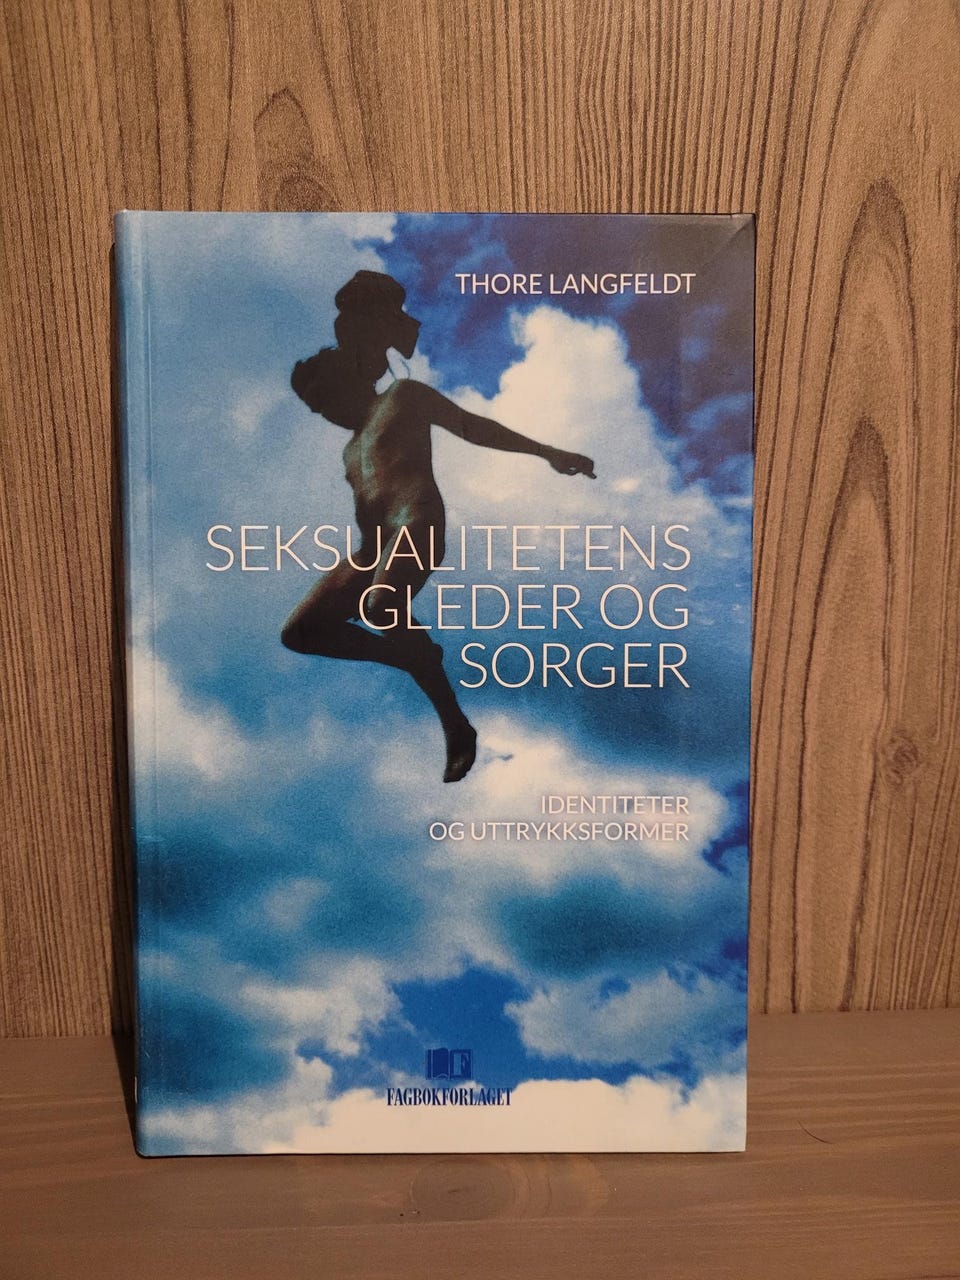 THORE LANGFELDT
SEKSUALITETENS
GLEDER OG
SORGER
IDENTITETER
OG UTTRYKKSFORMER
F
FAGBOKFORLAGET